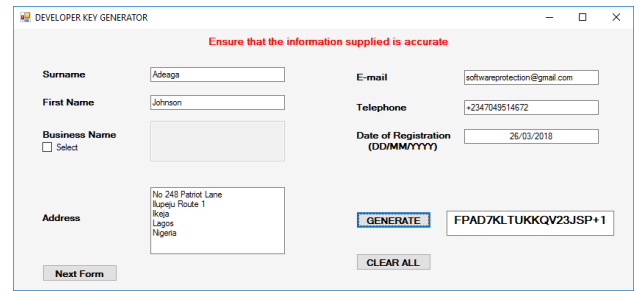 DEVELOPER KEY GENERATOR
Ensure that the information supplied is accurate
Surname
Adeaga
First Name
Johnson
Business Name
Select
Address
No 248 Patriot Lane
Ilupeju Route 1
Ikeja
Lagos
Nigeria
Next Form
E-mail
softwareprotection@gmail.com
Telephone
+2347049514672
Date of Registration
(DD/MM/YYYY)
26/03/2018
GENERATE
FPAD7KLTUKKQV23JSP+1
CLEAR ALL